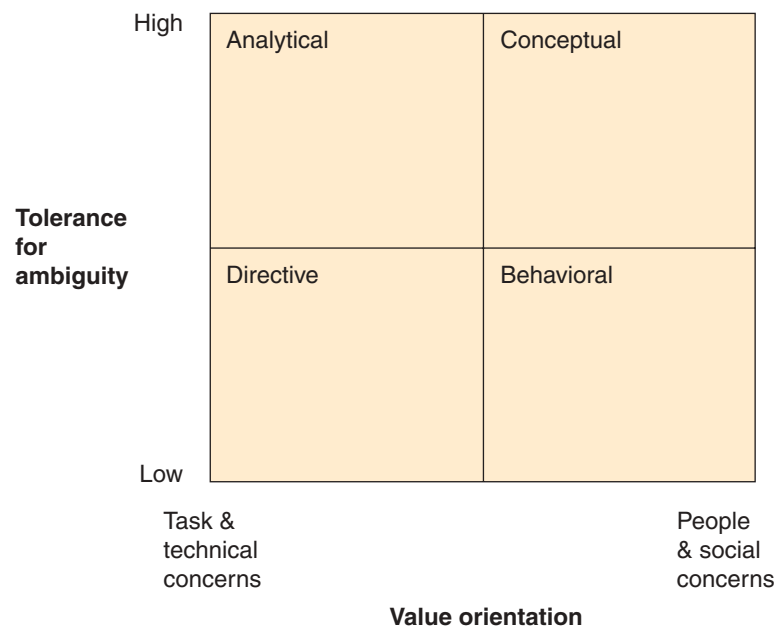 High
Analytical
Conceptual
Tolerance
for
ambiguity
Directive
Behavioral
Low
Task &
technical
concerns
People
& social
concerns
Value orientation